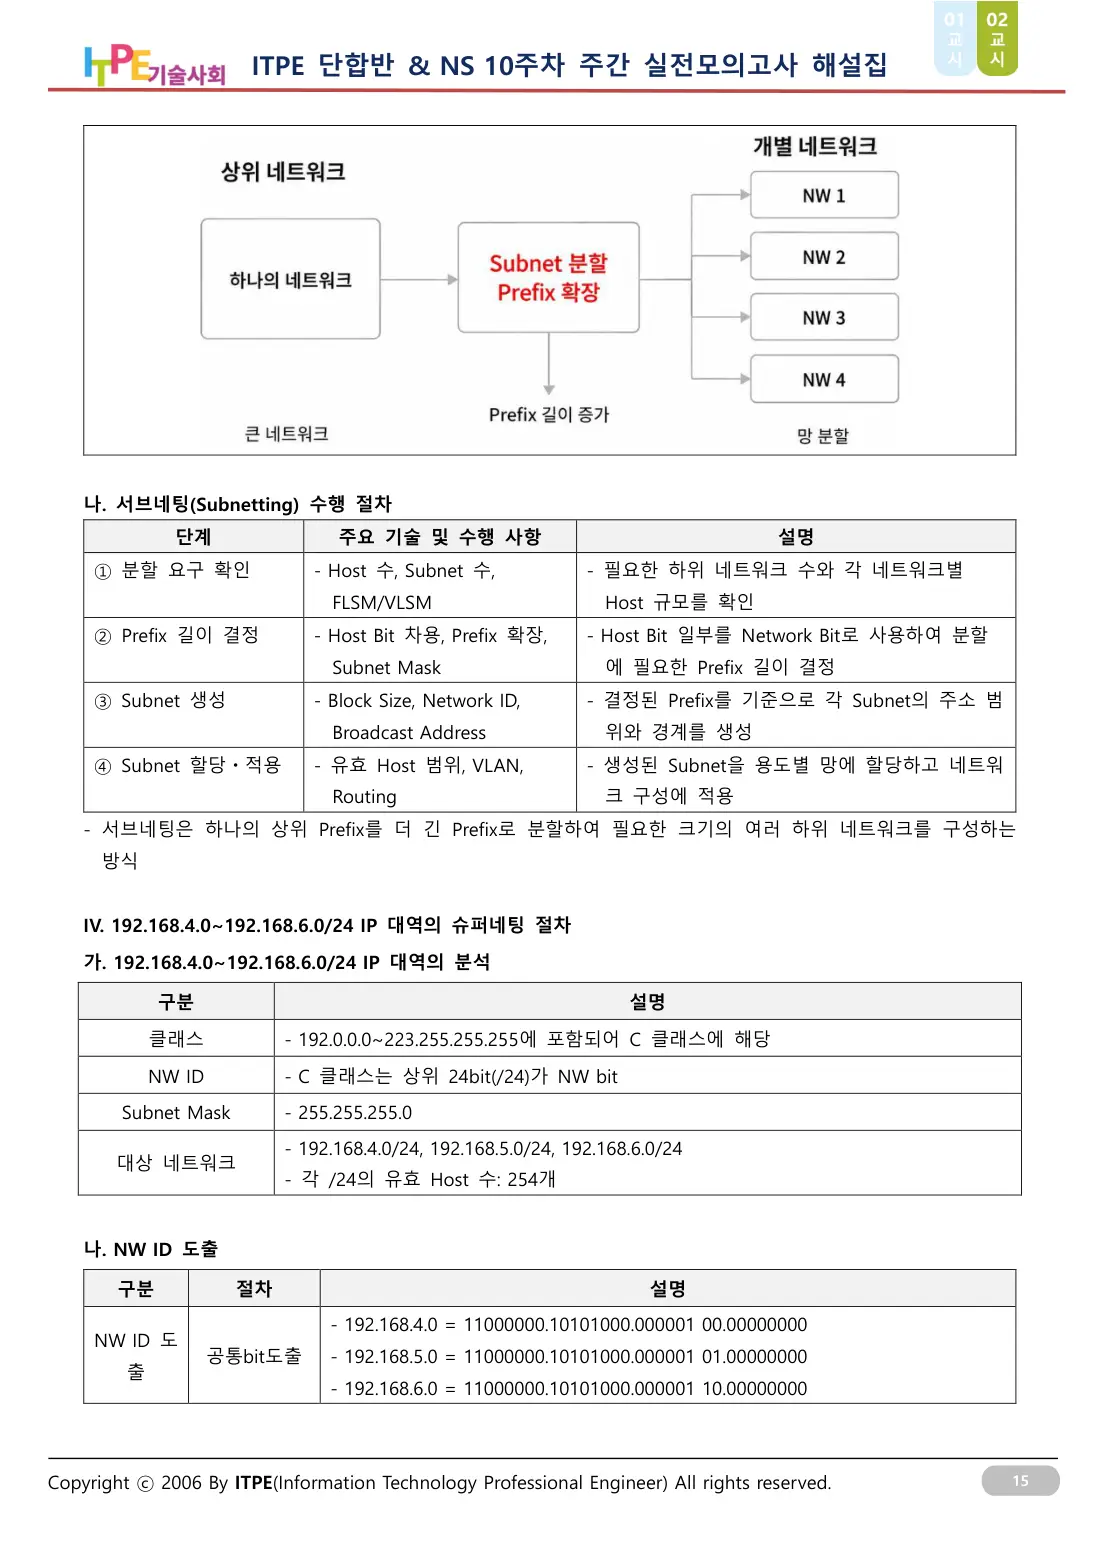 01
교
시
02
교
시
ITPE기술사회
ITPE 단합반 & NS 10주차 주간 실전모의고사 해설집
상위 네트워크
개별 네트워크
하나의 네트워크
Subnet 분할
Prefix 확장
NW 1
NW 2
NW 3
NW 4
Prefix 길이 증가
큰 네트워크
망 분할
나. 서브네팅(Subnetting) 수행 절차
단계 주요 기술 및 수행 사항 설명
① 분할 요구 확인
- Host 수, Subnet 수,
FLSM/VLSM
- 필요한 하위 네트워크 수와 각 네트워크별
Host 규모를 확인
② Prefix 길이 결정
- Host Bit 차용, Prefix 확장,
Subnet Mask
- Host Bit 일부를 Network Bit로 사용하여 분할
에 필요한 Prefix 길이 결정
③ Subnet 생성
- Block Size, Network ID,
Broadcast Address
- 결정된 Prefix를 기준으로 각 Subnet의 주소 범
위와 경계를 생성
④ Subnet 할당・적용
- 유효 Host 범위, VLAN,
Routing
- 생성된 Subnet을 용도별 망에 할당하고 네트워
크 구성에 적용
- 서브네팅은 하나의 상위 Prefix를 더 긴 Prefix로 분할하여 필요한 크기의 여러 하위 네트워크를 구성하는
방식
IV. 192.168.4.0~192.168.6.0/24 IP 대역의 슈퍼네팅 절차
가. 192.168.4.0~192.168.6.0/24 IP 대역의 분석
구분 설명
클래스 - 192.0.0.0~223.255.255.255에 포함되어 C 클래스에 해당
NW ID - C 클래스는 상위 24bit(/24)가 NW bit
Subnet Mask - 255.255.255.0
대상 네트워크
- 192.168.4.0/24, 192.168.5.0/24, 192.168.6.0/24
- 각 /24의 유효 Host 수: 254개
나. NW ID 도출
구분 절차 설명
NW ID 도
출
공통bit도출
- 192.168.4.0 = 11000000.10101000.000001 00.00000000
- 192.168.5.0 = 11000000.10101000.000001 01.00000000
- 192.168.6.0 = 11000000.10101000.000001 10.00000000
Copyright ⓒ 2006 By ITPE(Information Technology Professional Engineer) All rights reserved.
15